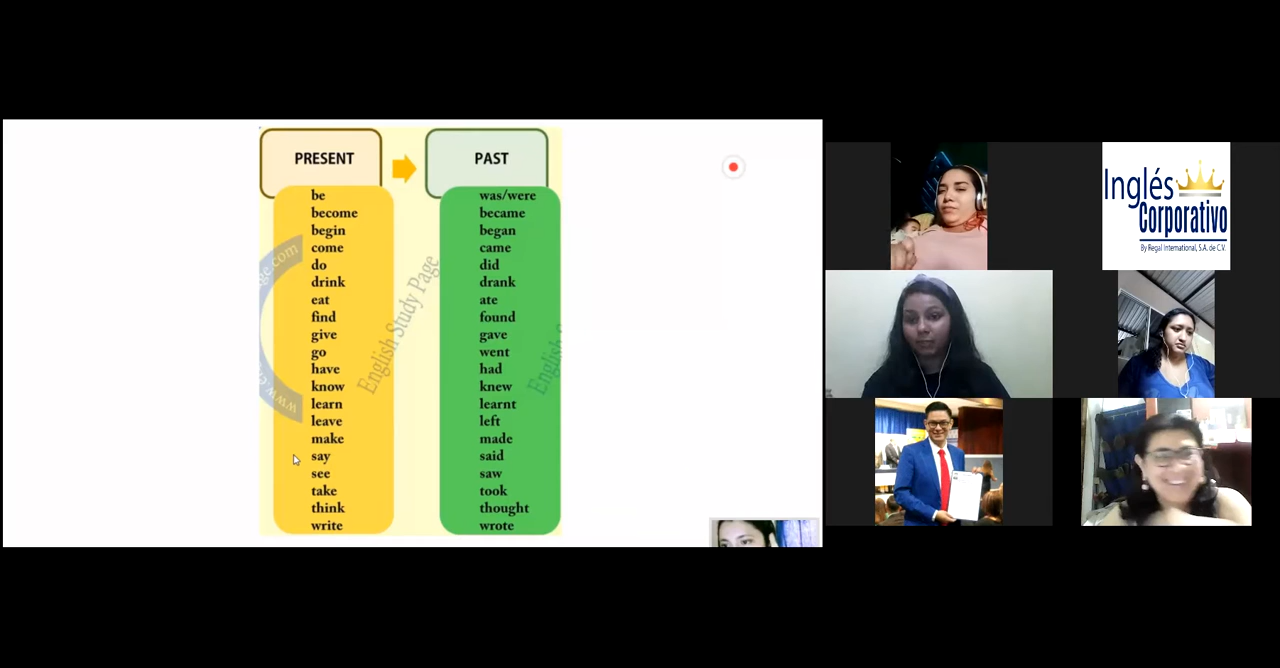 PRESENT PAST
be was/were
become became
begin began
come came
do did
drink drank
eat ate
find found
give gave
go went
have had
know knew
learn learnt
leave left
make made
say said
see saw
take took
think thought
write wrote
English Study Page
Inglés
Corporativo
By Regal International, S.A. de C.V.